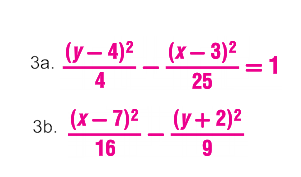 3a. (y – 4)²/4 – (x – 3)²/25 = 1
3b. (x – 7)²/16 – (y + 2)²/9